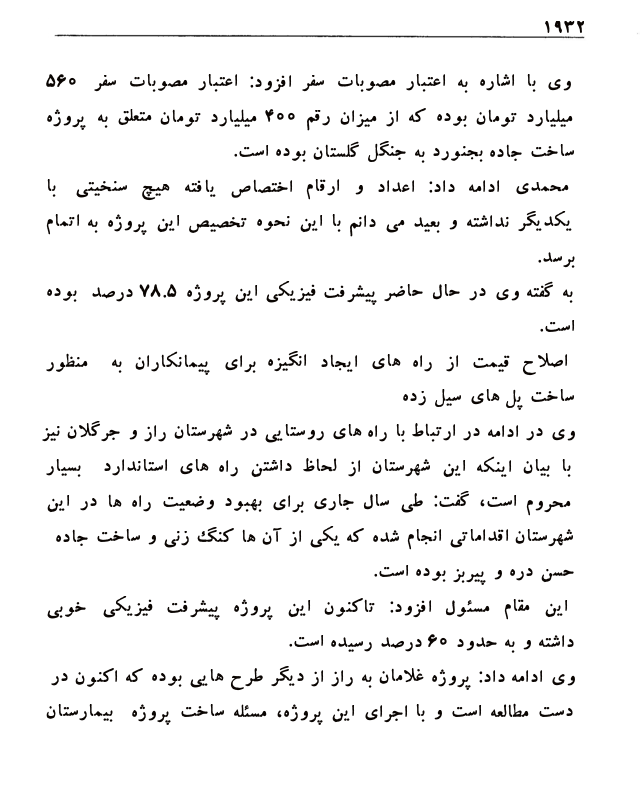 ۱۹۳۲
وی با اشاره به اعتبار مصوبات سفر افزود: اعتبار مصوبات سفر ۵۶۰
میلیارد تومان بوده که از میزان رقم ۴۰۰ میلیارد تومان متعلق به پروژه
ساخت جاده بجنورد به جنگل گلستان بوده است.
محمدی ادامه داد: اعداد و ارقام اختصاص یافته هیچ سنخیتی با
یکدیگر نداشته و بعید می دانم با این نحوه تخصیص این پروژه به اتمام
برسد.
به گفته وی در حال حاضر پیشرفت فیزیکی این پروژه ۷۸.۵ درصد بوده
است.
اصلاح قیمت از راه های ایجاد انگیزه برای پیمانکاران به منظور
ساخت پل های سیل زده
وی در ادامه در ارتباط با راه های روستایی در شهرستان راز و جرگلان نیز
با بیان اینکه این شهرستان از لحاظ داشتن راه های استاندارد بسیار
محروم است، گفت: طی سال جاری برای بهبود وضعیت راه ها در این
شهرستان اقداماتی انجام شده که یکی از آن ها کنگ زنی و ساخت جاده
حسن دره و پیربز بوده است.
این مقام مسئول افزود: تاکنون این پروژه پیشرفت فیزیکی خوبی
داشته و به حدود ۶۰ درصد رسیده است.
وی ادامه داد: پروژه غلامان به راز از دیگر طرح هایی بوده که اکنون در
دست مطالعه است و با اجرای این پروژه، مسئله ساخت پروژه بیمارستان